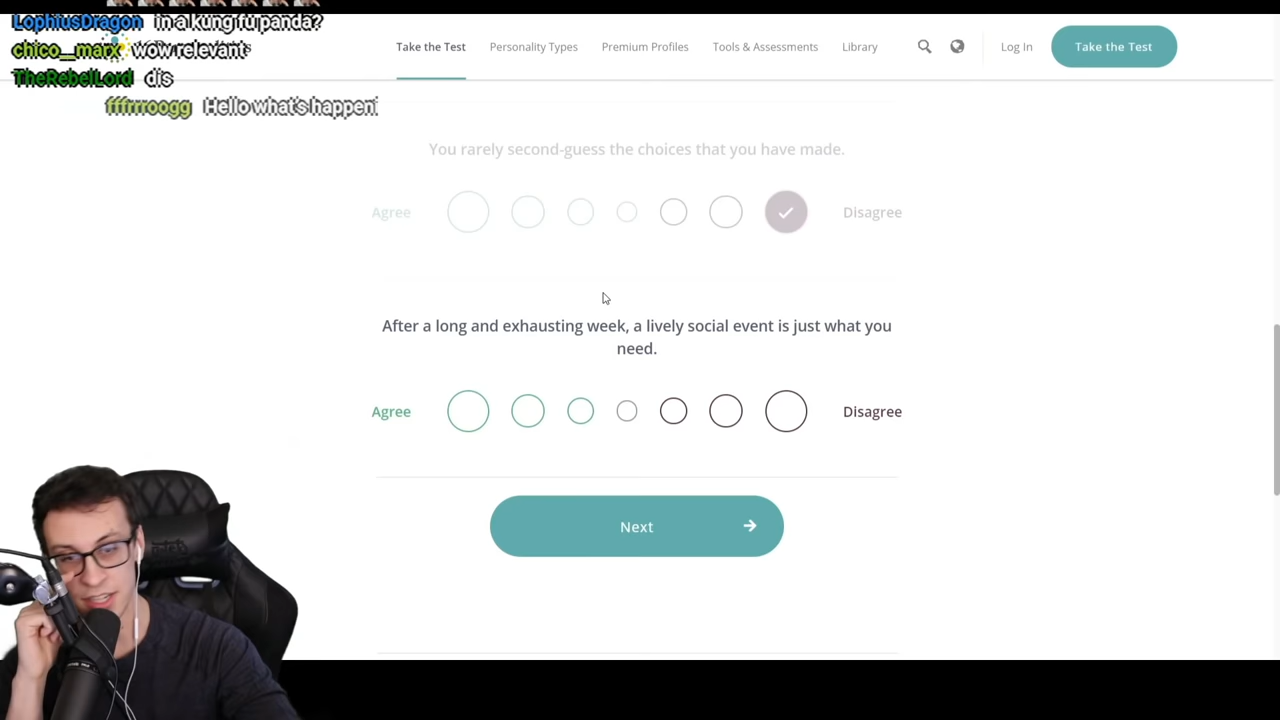 LophiusDragon in a kung fu panda?
chico__marx wow relevant
TheRebelLord dis
fffrrroogg Hello what's happeni
Take the Test Personality Types Premium Profiles Tools & Assessments Library Log In Take the Test
You rarely second-guess the choices that you have made.
Agree Disagree
After a long and exhausting week, a lively social event is just what you
need.
Agree Disagree
Next